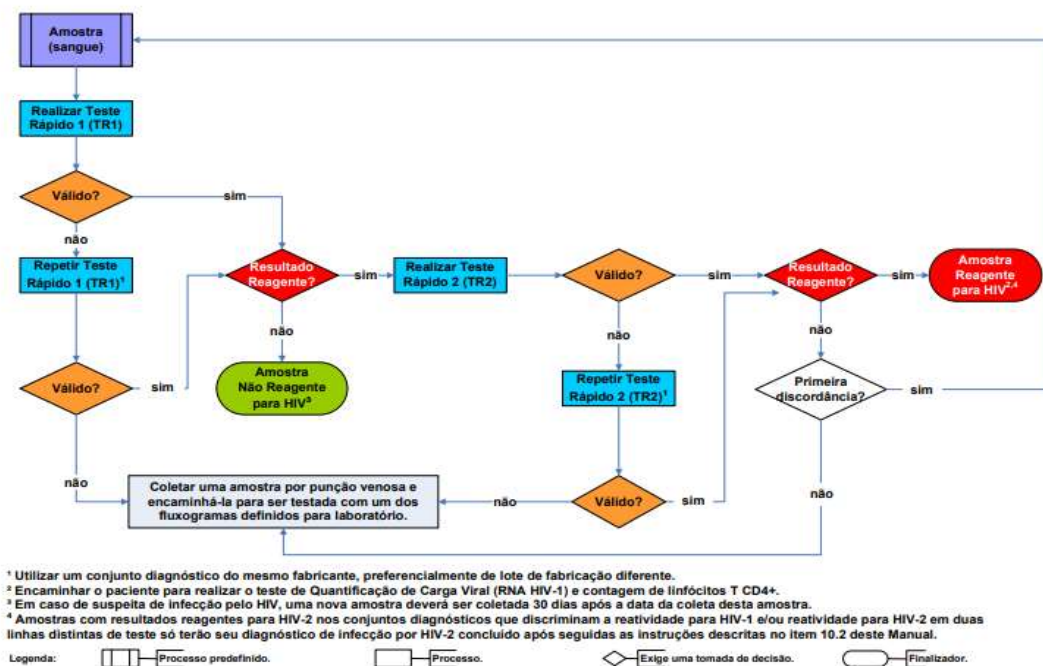 Amostra
(sangue)
Realizar Teste
Rápido 1 (TR1)
Válido?
sim
não
Repetir Teste
Rápido 1 (TR1)¹
Resultado
Reagente?
sim
Realizar Teste
Rápido 2 (TR2)
Válido?
sim
Resultado
Reagente?
sim
Amostra
Reagente
para HIV²,⁴
não
não
não
Válido?
sim
Amostra
Não Reagente
para HIV³
Repetir Teste
Rápido 2 (TR2)¹
Primeira
discordância?
sim
não
Coletar uma amostra por punção venosa e
encaminhá-la para ser testada com um dos
fluxogramas definidos para laboratório.
não
Válido?
sim
não
¹ Utilizar um conjunto diagnóstico do mesmo fabricante, preferencialmente de lote de fabricação diferente.
² Encaminhar o paciente para realizar o teste de Quantificação de Carga Viral (RNA HIV-1) e contagem de linfócitos T CD4+.
³ Em caso de suspeita de infecção pelo HIV, uma nova amostra deverá ser coletada 30 dias após a data da coleta desta amostra.
⁴ Amostras com resultados reagentes para HIV-2 nos conjuntos diagnósticos que discriminam a reatividade para HIV-1 e/ou reatividade para HIV-2 em duas
linhas distintas de teste só terão seu diagnóstico de infecção por HIV-2 concluído após seguidas as instruções descritas no item 10.2 deste Manual.
Legenda:
Processo predefinido.
Processo.
Exige uma tomada de decisão.
Finalizador.